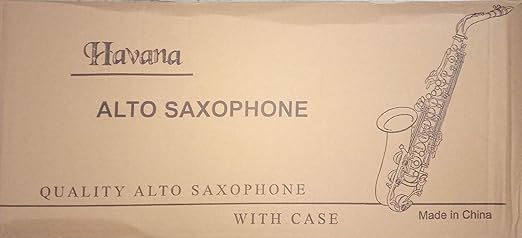 Havana
ALTO SAXOPHONE
QUALITY ALTO SAXOPHONE
WITH CASE
Made in China